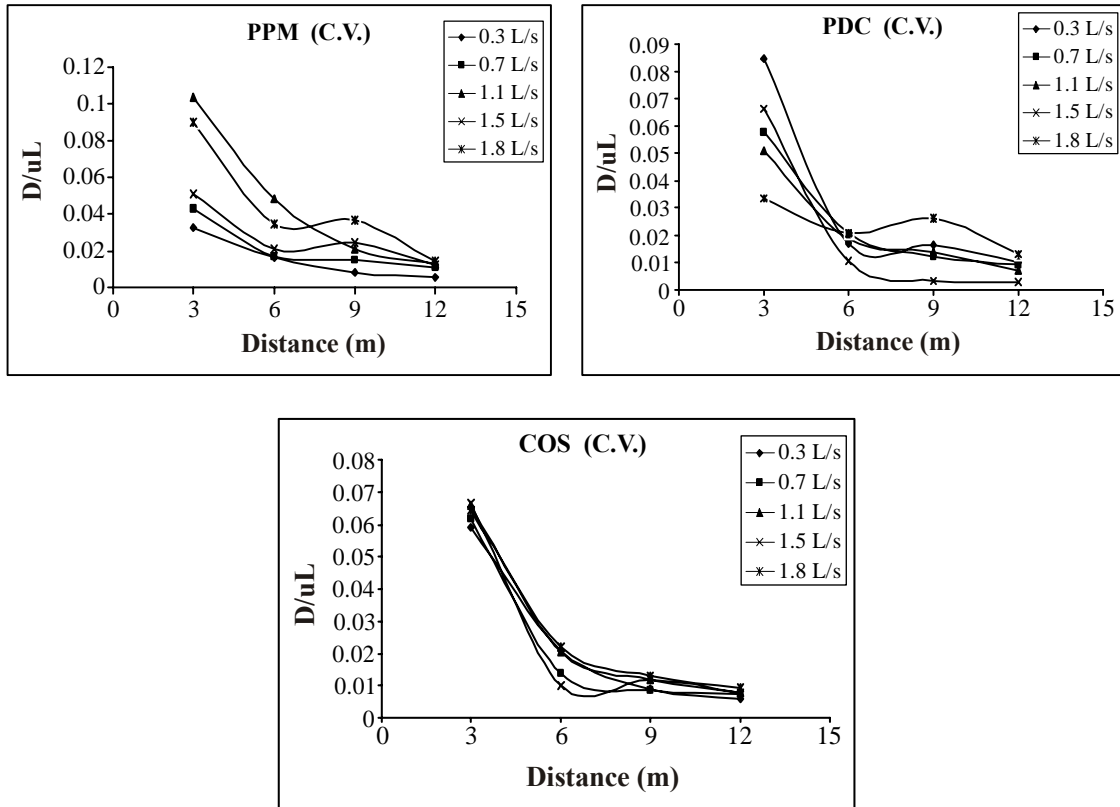 PPM (C.V.)
0.12
0.1
0.08
0.06
0.04
0.02
0
D/uL
0 3 6 9 12 15
Distance (m)
0.3 L/s
0.7 L/s
1.1 L/s
1.5 L/s
1.8 L/s
PDC (C.V.)
0.09
0.08
0.07
0.06
0.05
0.04
0.03
0.02
0.01
0
D/uL
0 3 6 9 12 15
Distance (m)
0.3 L/s
0.7 L/s
1.1 L/s
1.5 L/s
1.8 L/s
COS (C.V.)
0.08
0.07
0.06
0.05
0.04
0.03
0.02
0.01
0
D/uL
0 3 6 9 12 15
Distance (m)
0.3 L/s
0.7 L/s
1.1 L/s
1.5 L/s
1.8 L/s